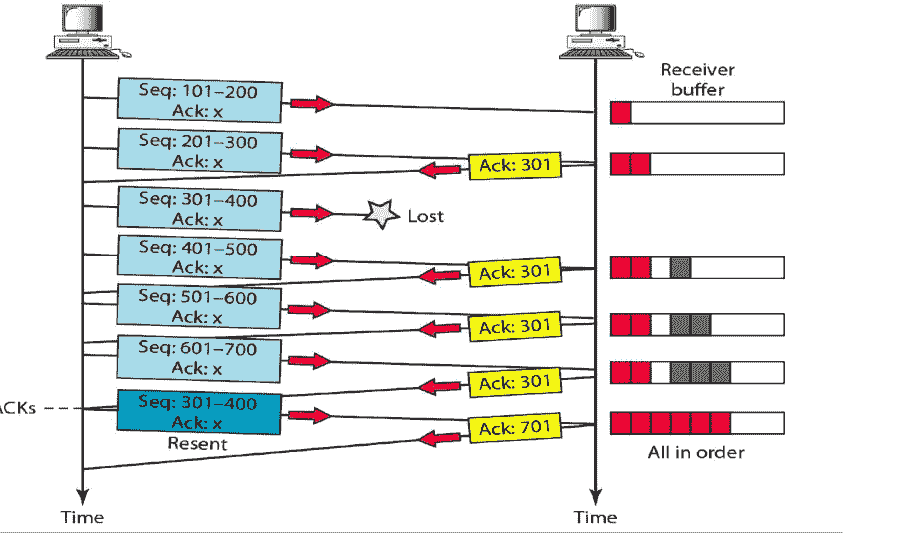 Receiver
buffer
Seq: 101–200
Ack: x
Seq: 201–300
Ack: x
Ack: 301
Seq: 301–400
Ack: x
Lost
Seq: 401–500
Ack: x
Ack: 301
Seq: 501–600
Ack: x
Ack: 301
Seq: 601–700
Ack: x
Ack: 301
ACKs
Seq: 301–400
Ack: x
Resent
Ack: 701
All in order
Time
Time